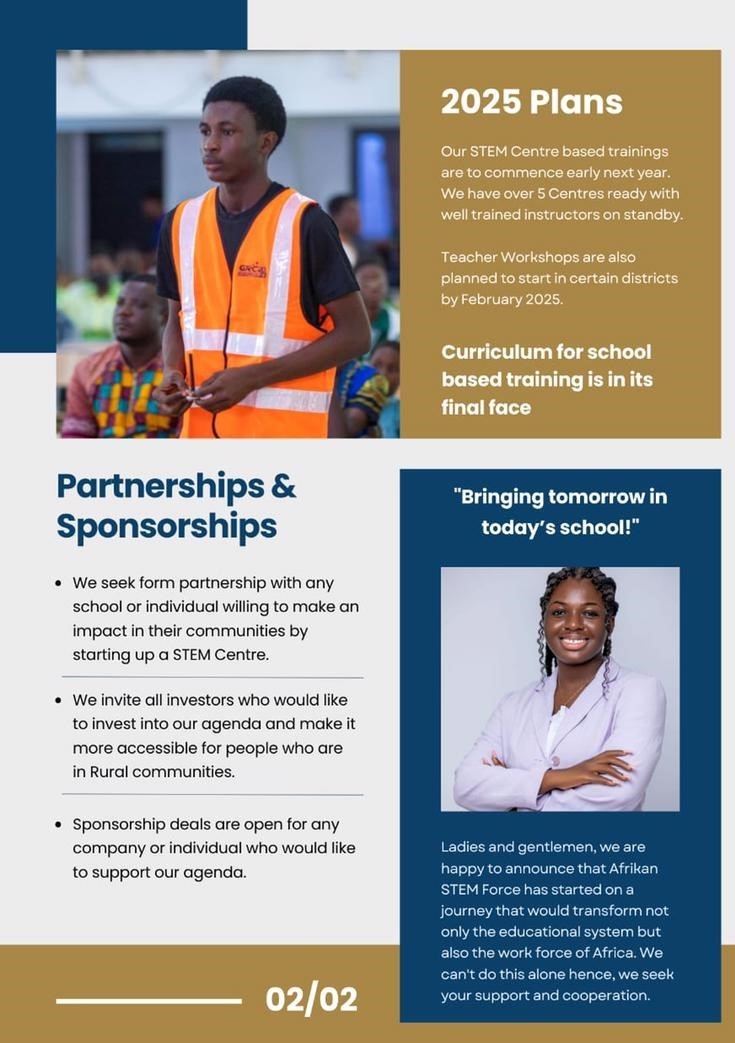 2025 Plans
Our STEM Centre based trainings
are to commence early next year.
We have over 5 Centres ready with
well trained instructors on standby.
Teacher Workshops are also
planned to start in certain districts
by February 2025.
Curriculum for school
based training is in its
final face
Partnerships &
Sponsorships
• We seek form partnership with any
school or individual willing to make an
impact in their communities by
starting up a STEM Centre.
• We invite all investors who would like
to invest into our agenda and make it
more accessible for people who are
in Rural communities.
• Sponsorship deals are open for any
company or individual who would like
to support our agenda.
02/02
"Bringing tomorrow in
today’s school!"
Ladies and gentlemen, we are
happy to announce that Afrikan
STEM Force has started on a
journey that would transform not
only the educational system but
also the work force of Africa. We
can't do this alone hence, we seek
your support and cooperation.